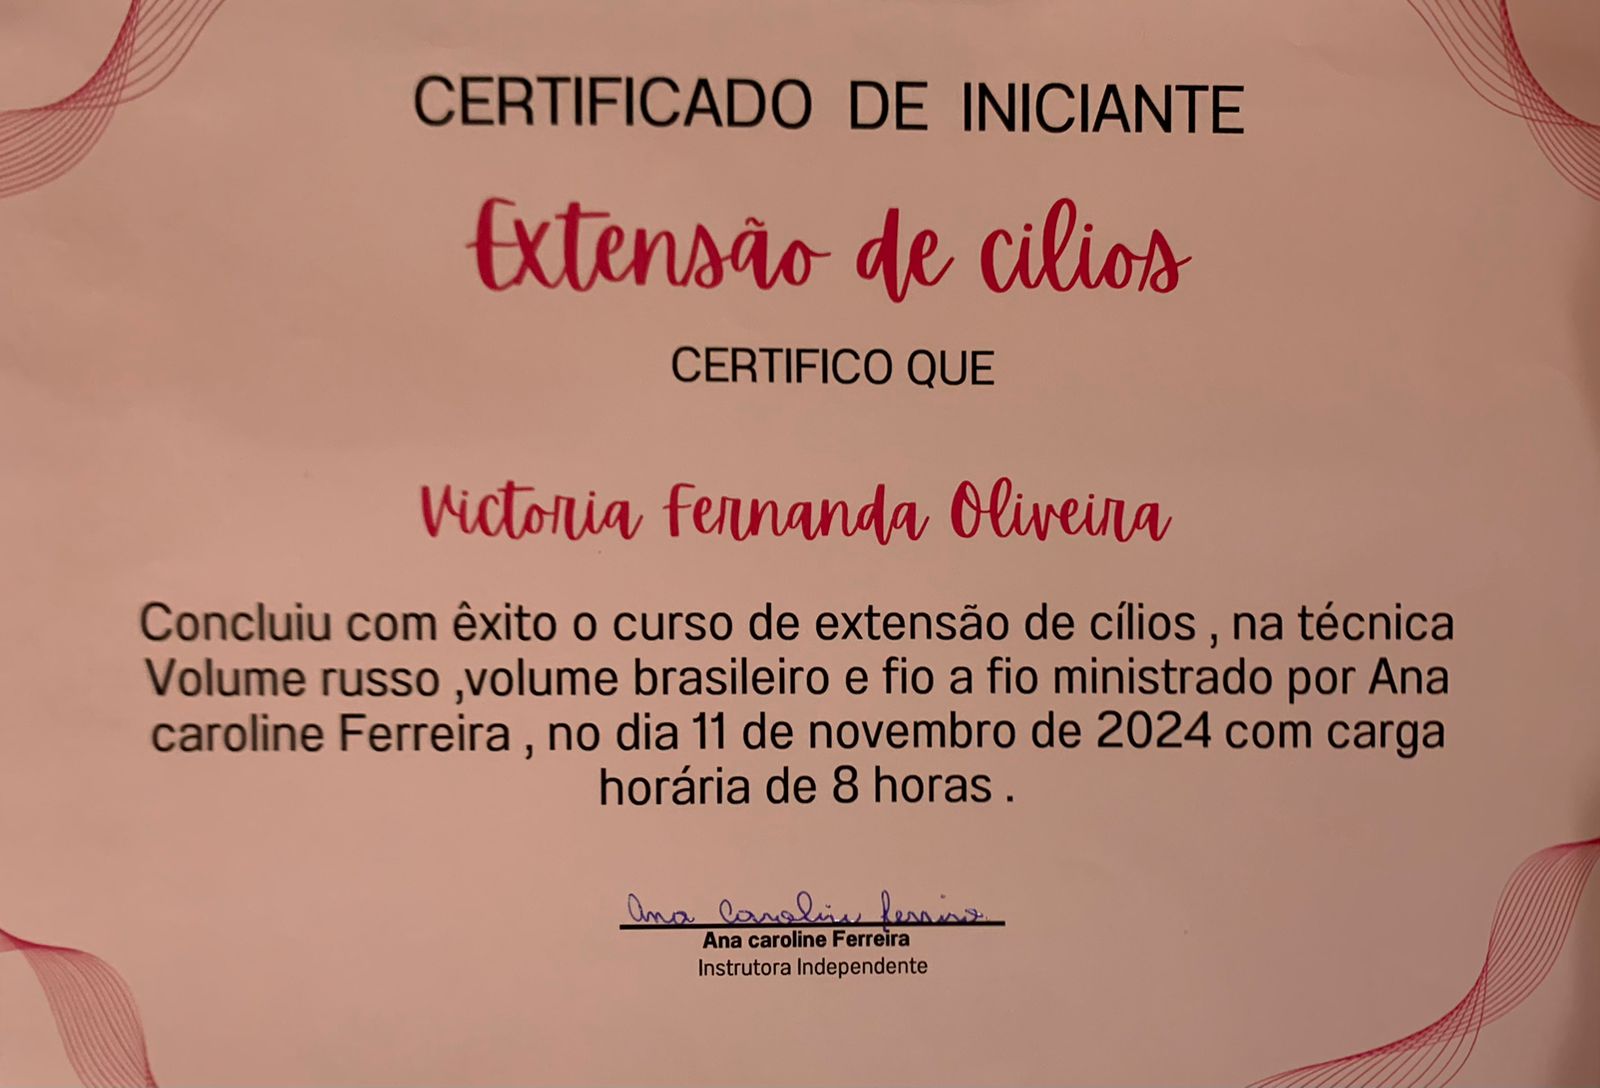 CERTIFICADO DE INICIANTE
Extensão de cilios
CERTIFICO QUE
Victoria Fernanda Oliveira
Concluiu com êxito o curso de extensão de cílios , na técnica
Volume russo ,volume brasileiro e fio a fio ministrado por Ana
caroline Ferreira , no dia 11 de novembro de 2024 com carga
horária de 8 horas .
Ana Caroline Ferreira
Ana caroline Ferreira
Instrutora Independente